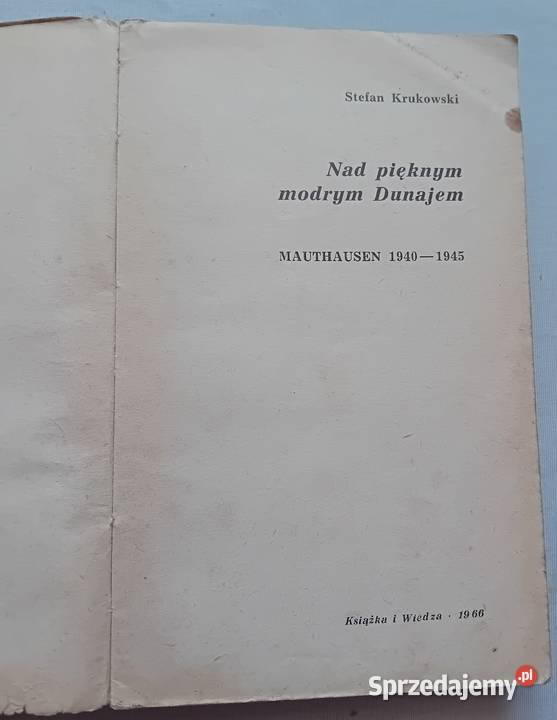 Stefan Krukowski
Nad pięknym
modrym Dunajem
MAUTHAUSEN 1940—1945
Książka i Wiedza · 1966
Sprzedajemy.pl